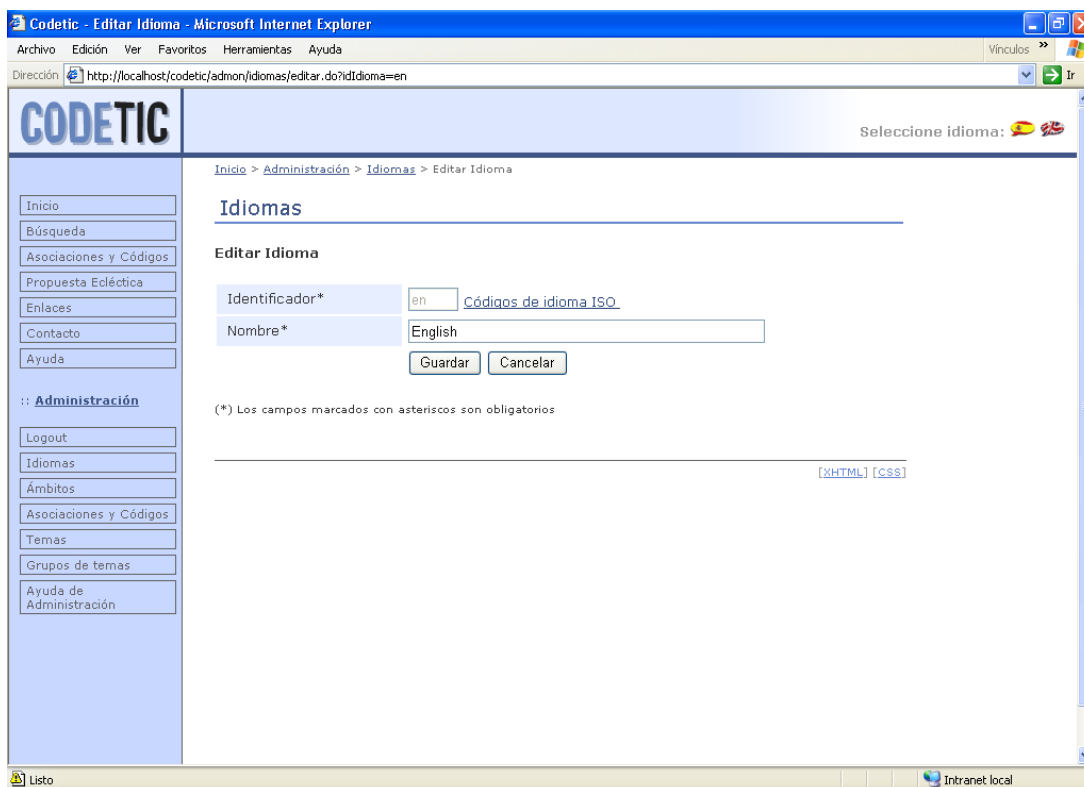 Codetic - Editar Idioma - Microsoft Internet Explorer
Archivo Edición Ver Favoritos Herramientas Ayuda
Vínculos »
Dirección http://localhost/codetic/admon/idiomas/editar.do?idIdioma=en
Ir
CODETIC
Seleccione idioma:
Inicio > Administración > Idiomas > Editar Idioma
Inicio
Búsqueda
Asociaciones y Códigos
Propuesta Ecléctica
Enlaces
Contacto
Ayuda
:: Administración
Logout
Idiomas
Ámbitos
Asociaciones y Códigos
Temas
Grupos de temas
Ayuda de
Administración
Idiomas
Editar Idioma
Identificador* en Códigos de idioma ISO
Nombre* English
Guardar Cancelar
(*) Los campos marcados con asteriscos son obligatorios
[XHTML] [CSS]
Listo
Intranet local